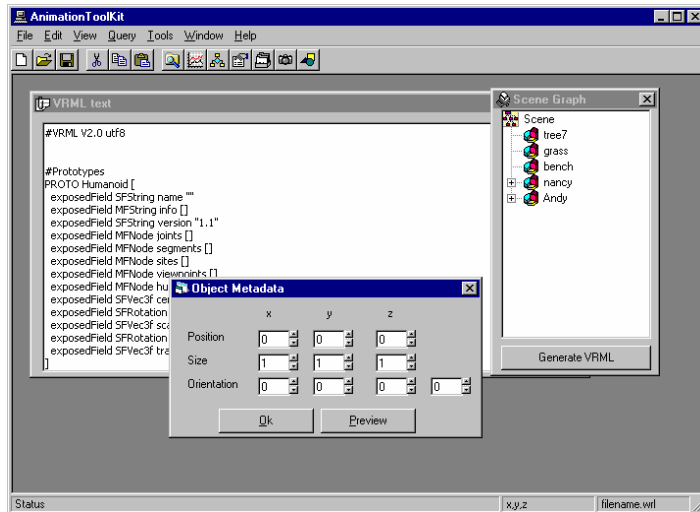 AnimationToolKit
File Edit View Query Tools Window Help
VRML text
#VRML V2.0 utf8
#Prototypes
PROTO Humanoid [
exposedField SFString name ""
exposedField MFString info []
exposedField SFString version "1.1"
exposedField MFNode joints []
exposedField MFNode segments []
exposedField MFNode sites []
exposedField MFNode viewpoints []
exposedField MFNode hu
exposedField SFVec3f cen
exposedField SFRotation
exposedField SFVec3f sca
exposedField SFRotation
exposedField SFVec3f tra
]
Scene Graph
Scene
tree7
grass
bench
nancy
Andy
Generate VRML
Object Metadata
x y z
Position 0 0 0
Size 1 1 1
Orientation 0 0 0 0
Ok Preview
Status x,y,z filename.wrl